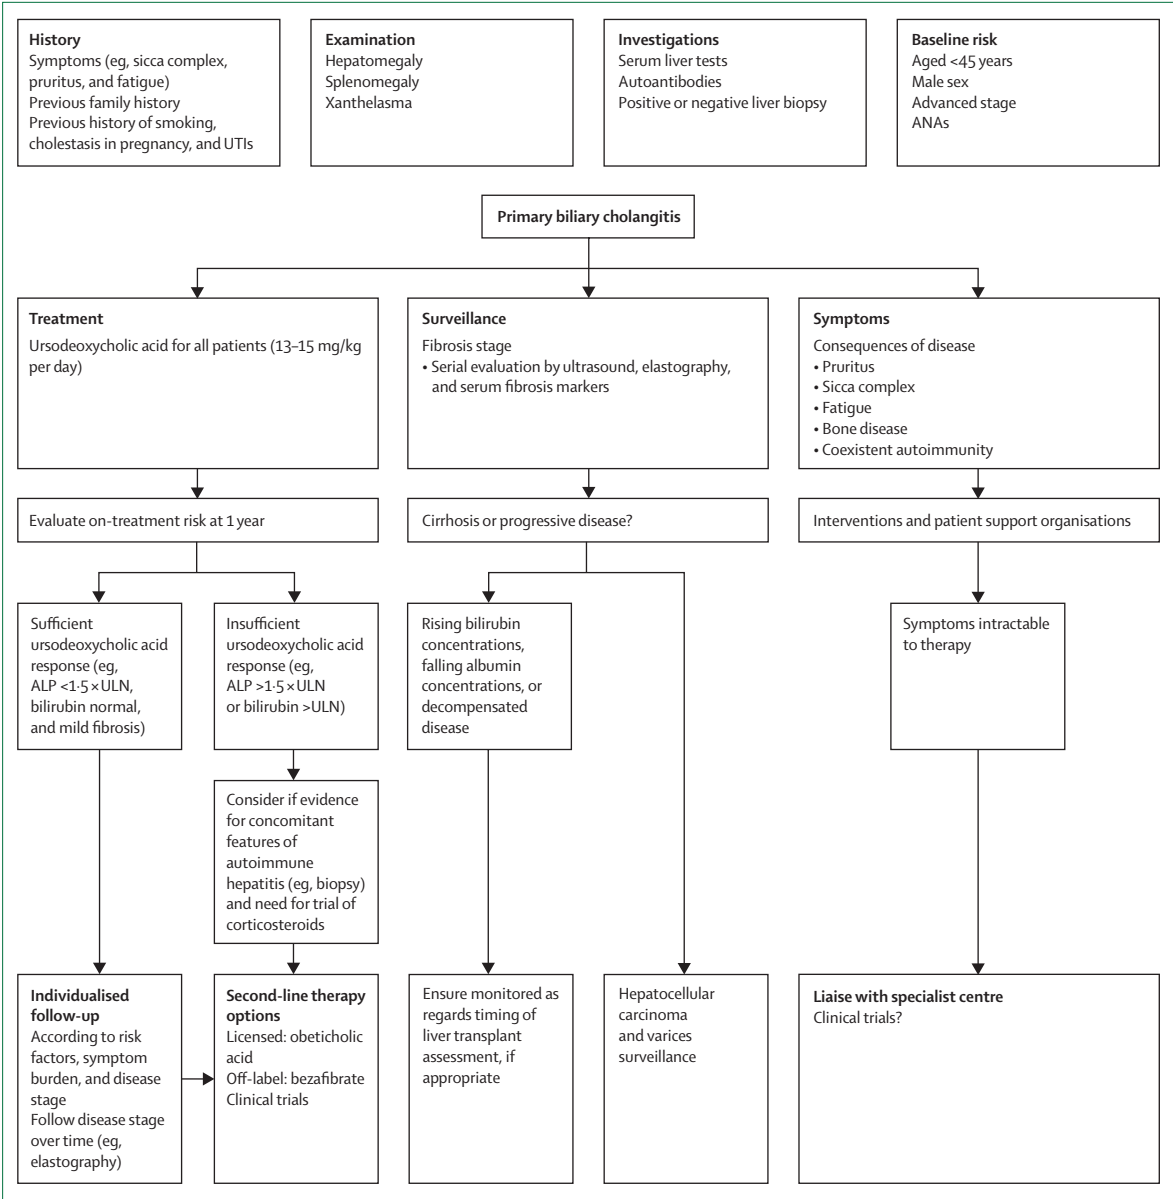 History
Symptoms (eg, sicca complex,
pruritus, and fatigue)
Previous family history
Previous history of smoking,
cholestasis in pregnancy, and UTIs
Examination
Hepatomegaly
Splenomegaly
Xanthelasma
Investigations
Serum liver tests
Autoantibodies
Positive or negative liver biopsy
Baseline risk
Aged <45 years
Male sex
Advanced stage
ANAs
Primary biliary cholangitis
Treatment
Ursodeoxycholic acid for all patients (13–15 mg/kg
per day)
Surveillance
Fibrosis stage
• Serial evaluation by ultrasound, elastography,
and serum fibrosis markers
Symptoms
Consequences of disease
• Pruritus
• Sicca complex
• Fatigue
• Bone disease
• Coexistent autoimmunity
Evaluate on-treatment risk at 1 year
Cirrhosis or progressive disease?
Interventions and patient support organisations
Sufficient
ursodeoxycholic acid
response (eg,
ALP <1·5 × ULN,
bilirubin normal,
and mild fibrosis)
Insufficient
ursodeoxycholic acid
response (eg,
ALP >1·5 × ULN
or bilirubin >ULN)
Rising bilirubin
concentrations,
falling albumin
concentrations, or
decompensated
disease
Symptoms intractable
to therapy
Consider if evidence
for concomitant
features of
autoimmune
hepatitis (eg, biopsy)
and need for trial of
corticosteroids
Individualised
follow-up
According to risk
factors, symptom
burden, and disease
stage
Follow disease stage
over time (eg,
elastography)
Second-line therapy
options
Licensed: obeticholic
acid
Off-label: bezafibrate
Clinical trials
Ensure monitored as
regards timing of
liver transplant
assessment, if
appropriate
Hepatocellular
carcinoma
and varices
surveillance
Liaise with specialist centre
Clinical trials?